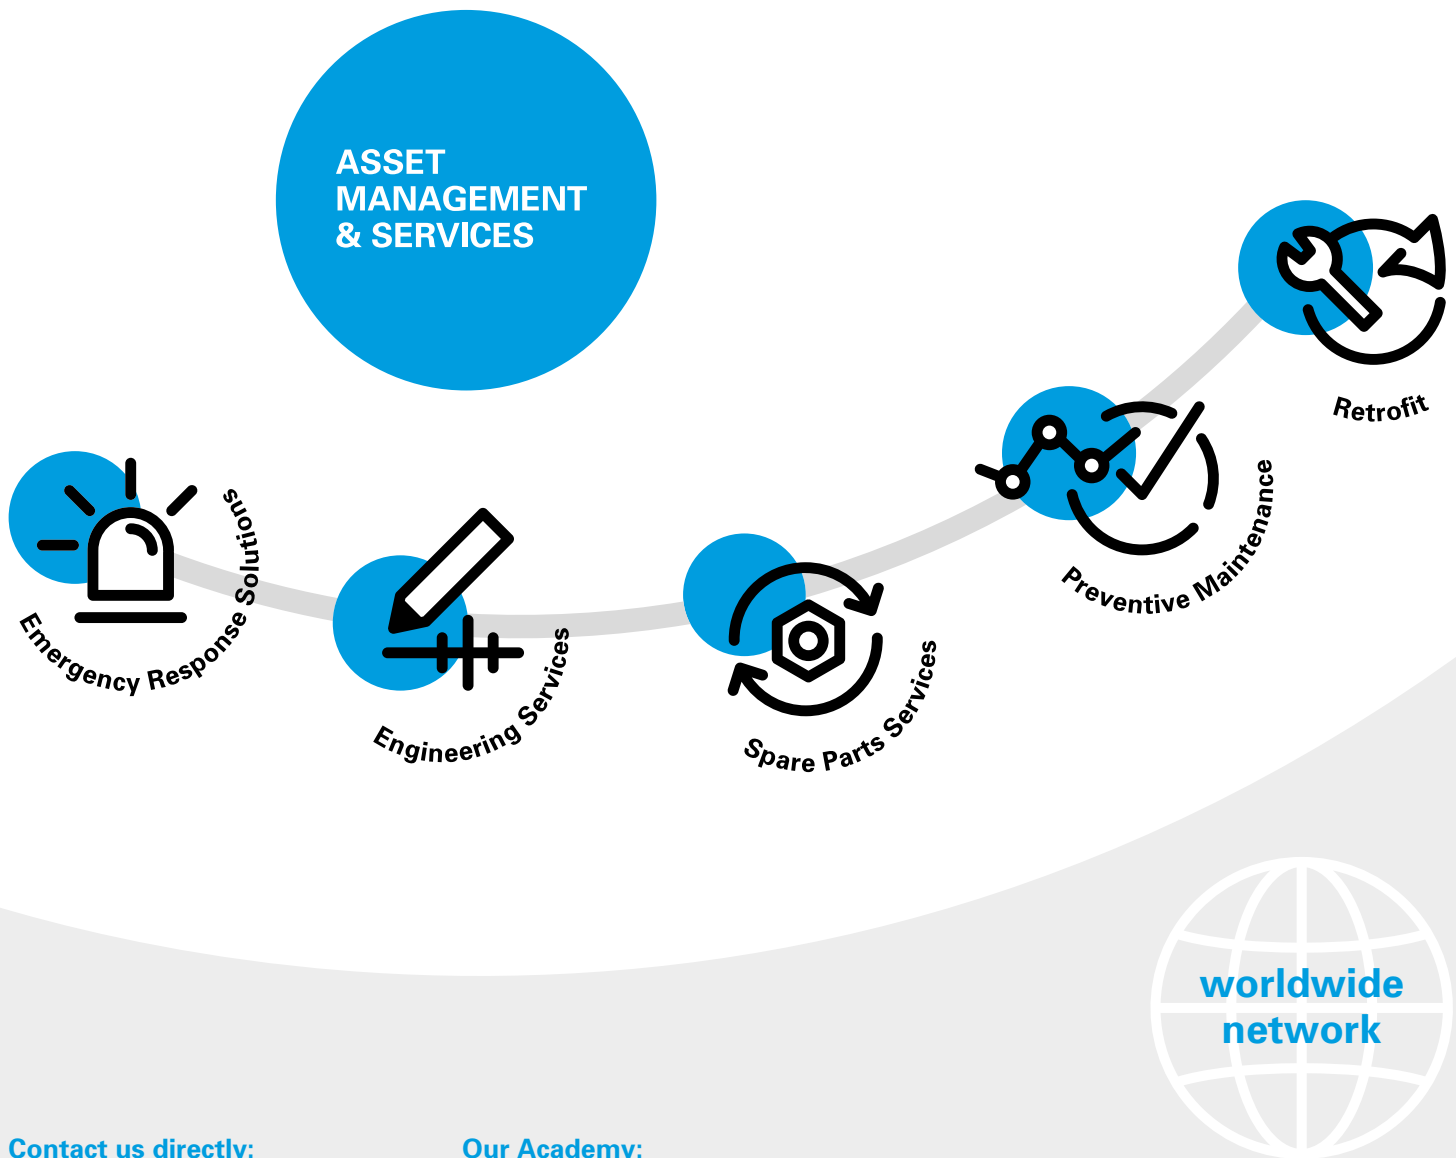 ASSET
MANAGEMENT
& SERVICES
Emergency Response Solutions
Engineering Services
Spare Parts Services
Preventive Maintenance
Retrofit
worldwide
network
Contact us directly:
Our Academy: